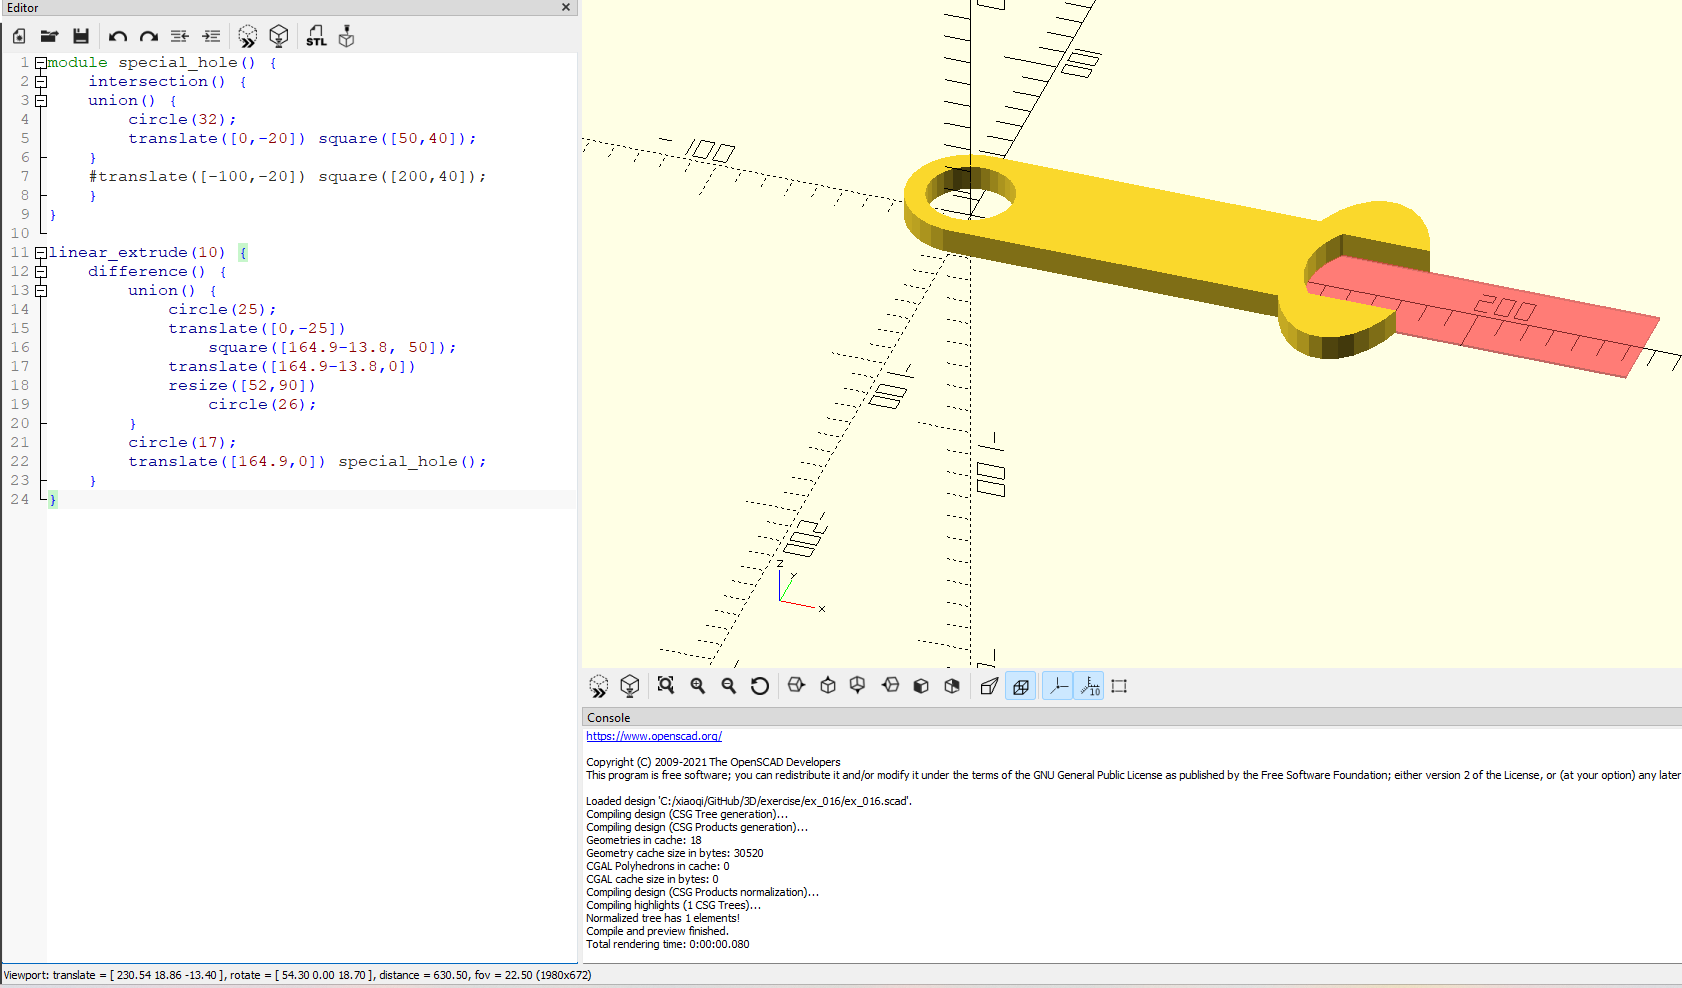 Editor
STL
1 module special_hole() {
2 intersection() {
3 union() {
4 circle(32);
5 translate([0,-20]) square([50,40]);
6 }
7 #translate([-100,-20]) square([200,40]);
8 }
9 }
10
11 linear_extrude(10) {
12 difference() {
13 union() {
14 circle(25);
15 translate([0,-25])
16 square([164.9-13.8, 50]);
17 translate([164.9-13.8,0])
18 resize([52,90])
19 circle(26);
20 }
21 circle(17);
22 translate([164.9,0]) special_hole();
23 }
24 }
-100
100
200
-100
-100
-200
Z
Y
X
10
Console
https://www.openscad.org/
Copyright (C) 2009-2021 The OpenSCAD Developers
This program is free software; you can redistribute it and/or modify it under the terms of the GNU General Public License as published by the Free Software Foundation; either version 2 of the License, or (at your option) any later
Loaded design 'C:/xiaoqi/GitHub/3D/exercise/ex_016/ex_016.scad'.
Compiling design (CSG Tree generation)...
Compiling design (CSG Products generation)...
Geometries in cache: 18
Geometry cache size in bytes: 30520
CGAL Polyhedrons in cache: 0
CGAL cache size in bytes: 0
Compiling design (CSG Products normalization)...
Compiling highlights (1 CSG Trees)...
Normalized tree has 1 elements!
Compile and preview finished.
Total rendering time: 0:00:00.080
Viewport: translate = [ 230.54 18.86 -13.40 ], rotate = [ 54.30 0.00 18.70 ], distance = 630.50, fov = 22.50 (1980x672)